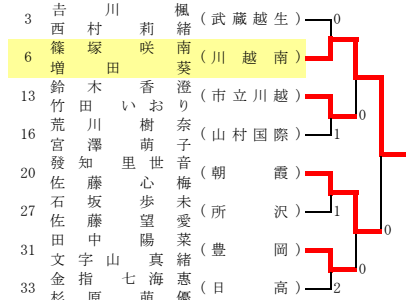 吉川楓
3 (武蔵越生) 0
西村莉緒
篠塚咲南
6 (川越南)
増田葵
鈴木香澄
13 (市立川越)
竹田いおり
0
荒川樹奈
16 (山村国際) 1
宮澤萌子
發知里世音
20 (朝霞)
佐藤心梅
石坂歩未
27 (所沢) 1
佐藤望愛
0
田中陽菜
31 (豊岡)
文字山真緒
0
金指七海惠
33 (日高) 2
杉原萌優